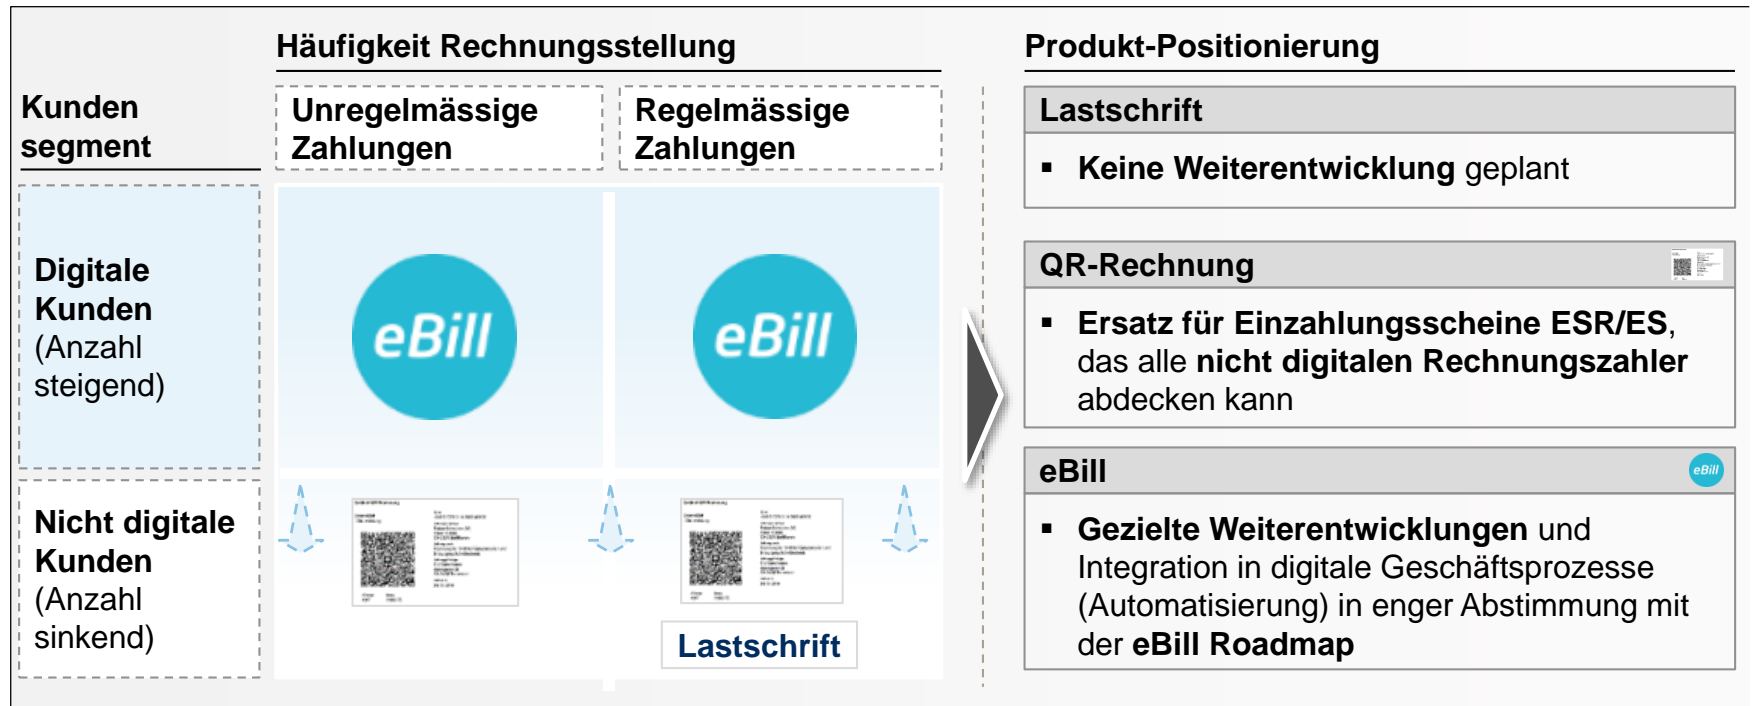 Häufigkeit Rechnungsstellung
Kunden
segment
Unregelmässige
Zahlungen
Regelmässige
Zahlungen
Digitale
Kunden
(Anzahl
steigend)
eBill
eBill
Nicht digitale
Kunden
(Anzahl
sinkend)
Lastschrift
Produkt-Positionierung
Lastschrift
▪ Keine Weiterentwicklung geplant
QR-Rechnung
▪ Ersatz für Einzahlungsscheine ESR/ES,
das alle nicht digitalen Rechnungszahler
abdecken kann
eBill
eBill
▪ Gezielte Weiterentwicklungen und
Integration in digitale Geschäftsprozesse
(Automatisierung) in enger Abstimmung mit
der eBill Roadmap